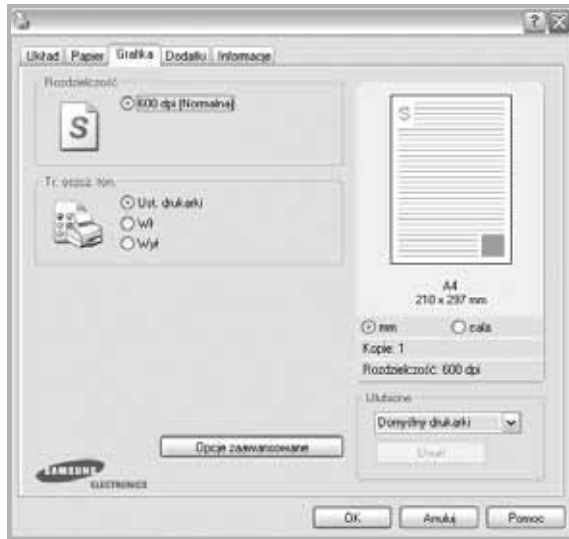 Układ Papier Grafika Dodatki Informacje
Rozdzielczość
600 dpi (Normalna)
S
Tr. oszcz. ton.
Ust. drukarki
Wł
Wył
S
A4
210 x 297 mm
mm cala
Kopie: 1
Rozdzielczość: 600 dpi
Ulubione
Domyślny drukarki
Usuń
Opcje zaawansowane
SAMSUNG
ELECTRONICS
OK Anuluj Pomoc